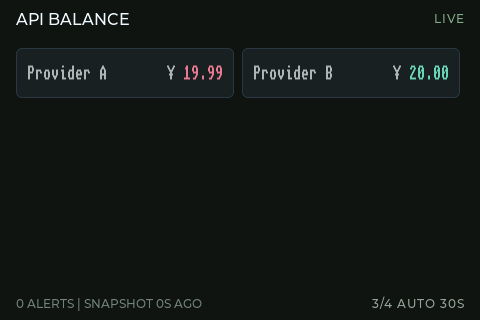 API BALANCE LIVE
Provider A ¥ 19.99 Provider B ¥ 20.00
0 ALERTS | SNAPSHOT 0S AGO 3/4 AUTO 30S